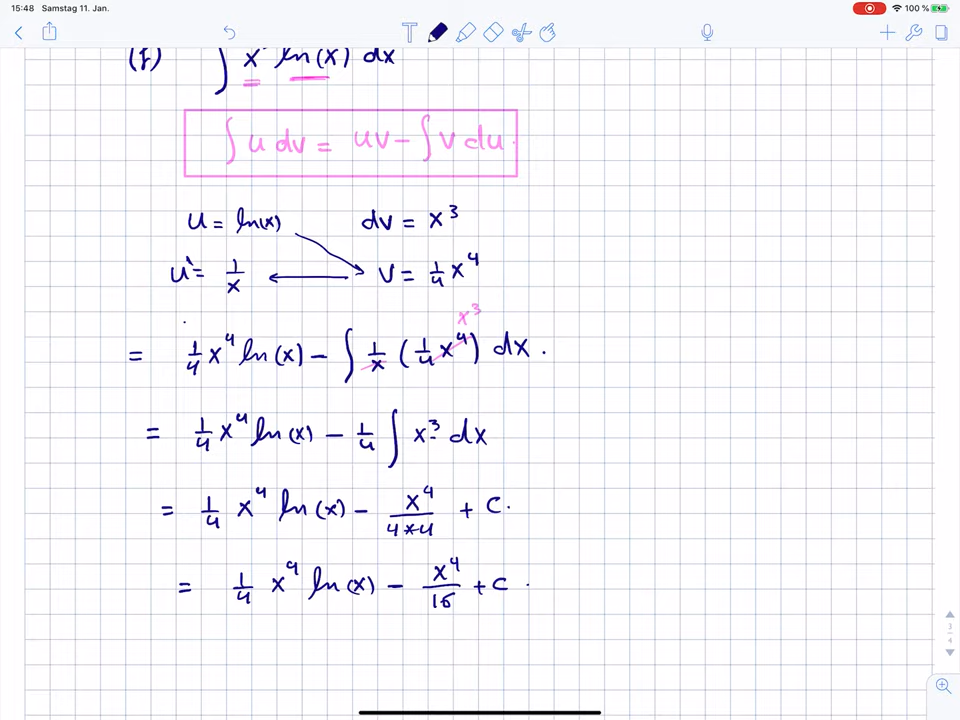 15:48 Samstag 11. Jan. 100 %
(f) ∫ x ln(x) dx
∫ u dv = uv - ∫ v du.
u = ln(x) dv = x³
u' = 1/x v = 1/4 x⁴
x³
= 1/4 x⁴ ln(x) - ∫ 1/x (1/4 x⁴) dx.
= 1/4 x⁴ ln(x) - 1/4 ∫ x³ dx
= 1/4 x⁴ ln(x) - x⁴/(4*4) + C.
= 1/4 x⁴ ln(x) - x⁴/16 + C.
3
4